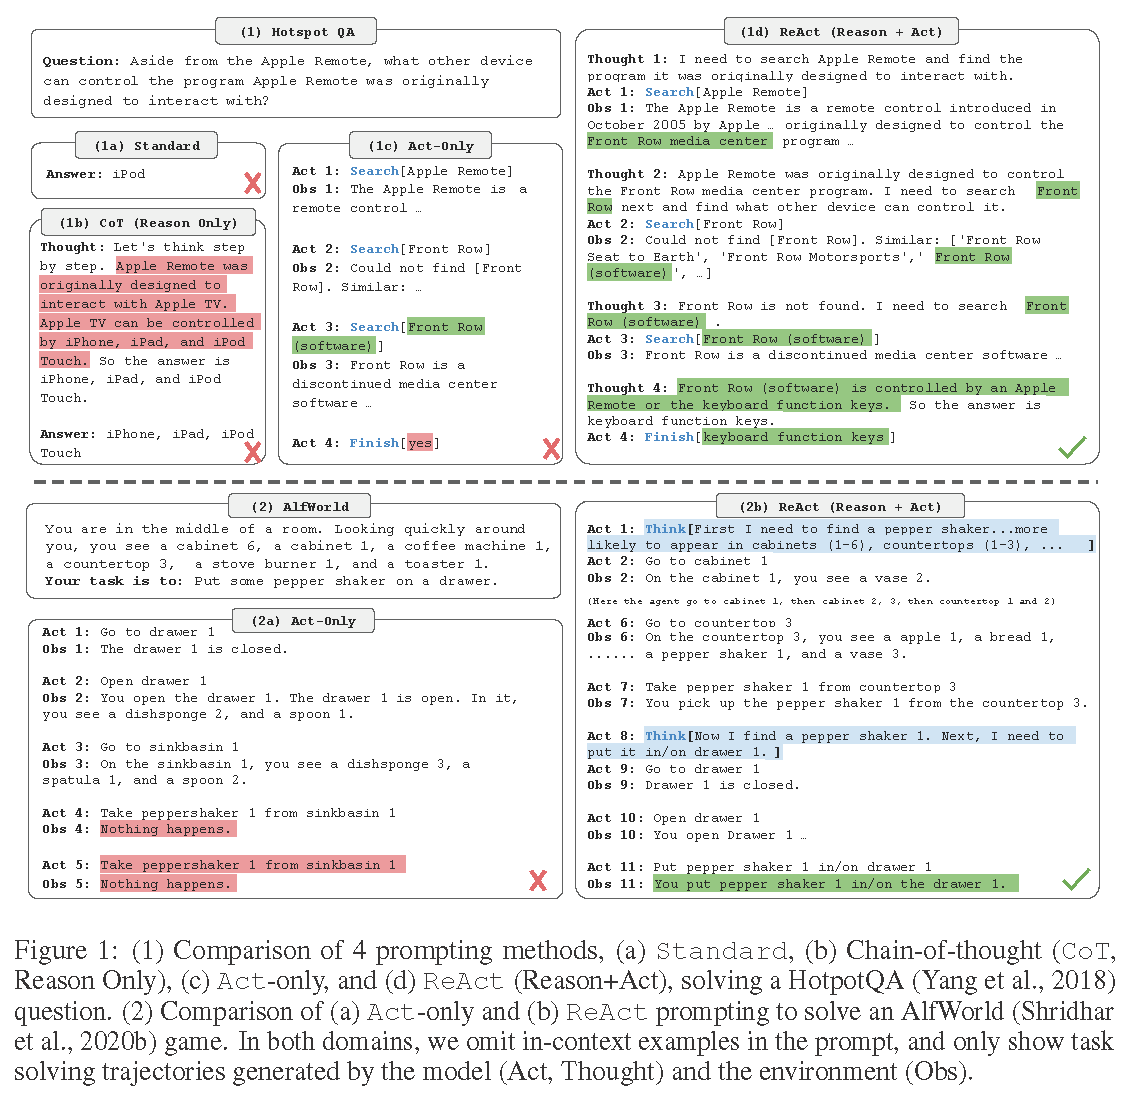 (1) Hotspot QA
Question: Aside from the Apple Remote, what other device
can control the program Apple Remote was originally
designed to interact with?
(1a) Standard
Answer: iPod
(1b) CoT (Reason Only)
Thought: Let's think step
by step. Apple Remote was
originally designed to
interact with Apple TV.
Apple TV can be controlled
by iPhone, iPad, and iPod
Touch. So the answer is
iPhone, iPad, and iPod
Touch.
Answer: iPhone, iPad, iPod
Touch
(1c) Act-Only
Act 1: Search[Apple Remote]
Obs 1: The Apple Remote is a
remote control …
Act 2: Search[Front Row]
Obs 2: Could not find [Front
Row]. Similar: …
Act 3: Search[Front Row
(software)]
Obs 3: Front Row is a
discontinued media center
software …
Act 4: Finish[yes]
(1d) ReAct (Reason + Act)
Thought 1: I need to search Apple Remote and find the
program it was originally designed to interact with.
Act 1: Search[Apple Remote]
Obs 1: The Apple Remote is a remote control introduced in
October 2005 by Apple … originally designed to control the
Front Row media center program …
Thought 2: Apple Remote was originally designed to control
the Front Row media center program. I need to search Front
Row next and find what other device can control it.
Act 2: Search[Front Row]
Obs 2: Could not find [Front Row]. Similar: ['Front Row
Seat to Earth', 'Front Row Motorsports',' Front Row
(software)', …]
Thought 3: Front Row is not found. I need to search Front
Row (software) .
Act 3: Search[Front Row (software)]
Obs 3: Front Row is a discontinued media center software …
Thought 4: Front Row (software) is controlled by an Apple
Remote or the keyboard function keys. So the answer is
keyboard function keys.
Act 4: Finish[keyboard function keys]
(2) AlfWorld
You are in the middle of a room. Looking quickly around
you, you see a cabinet 6, a cabinet 1, a coffee machine 1,
a countertop 3, a stove burner 1, and a toaster 1.
Your task is to: Put some pepper shaker on a drawer.
(2a) Act-Only
Act 1: Go to drawer 1
Obs 1: The drawer 1 is closed.
Act 2: Open drawer 1
Obs 2: You open the drawer 1. The drawer 1 is open. In it,
you see a dishsponge 2, and a spoon 1.
Act 3: Go to sinkbasin 1
Obs 3: On the sinkbasin 1, you see a dishsponge 3, a
spatula 1, and a spoon 2.
Act 4: Take peppershaker 1 from sinkbasin 1
Obs 4: Nothing happens.
Act 5: Take peppershaker 1 from sinkbasin 1
Obs 5: Nothing happens.
(2b) ReAct (Reason + Act)
Act 1: Think[First I need to find a pepper shaker...more
likely to appear in cabinets (1-6), countertops (1-3), ... ]
Act 2: Go to cabinet 1
Obs 2: On the cabinet 1, you see a vase 2.
(Here the agent go to cabinet 1, then cabinet 2, 3, then countertop 1 and 2)
Act 6: Go to countertop 3
Obs 6: On the countertop 3, you see a apple 1, a bread 1,
...... a pepper shaker 1, and a vase 3.
Act 7: Take pepper shaker 1 from countertop 3
Obs 7: You pick up the pepper shaker 1 from the countertop 3.
Act 8: Think[Now I find a pepper shaker 1. Next, I need to
put it in/on drawer 1. ]
Act 9: Go to drawer 1
Obs 9: Drawer 1 is closed.
Act 10: Open drawer 1
Obs 10: You open Drawer 1 …
Act 11: Put pepper shaker 1 in/on drawer 1
Obs 11: You put pepper shaker 1 in/on the drawer 1.
Figure 1: (1) Comparison of 4 prompting methods, (a) Standard, (b) Chain-of-thought (CoT,
Reason Only), (c) Act-only, and (d) ReAct (Reason+Act), solving a HotpotQA (Yang et al., 2018)
question. (2) Comparison of (a) Act-only and (b) ReAct prompting to solve an AlfWorld (Shridhar
et al., 2020b) game. In both domains, we omit in-context examples in the prompt, and only show task
solving trajectories generated by the model (Act, Thought) and the environment (Obs).